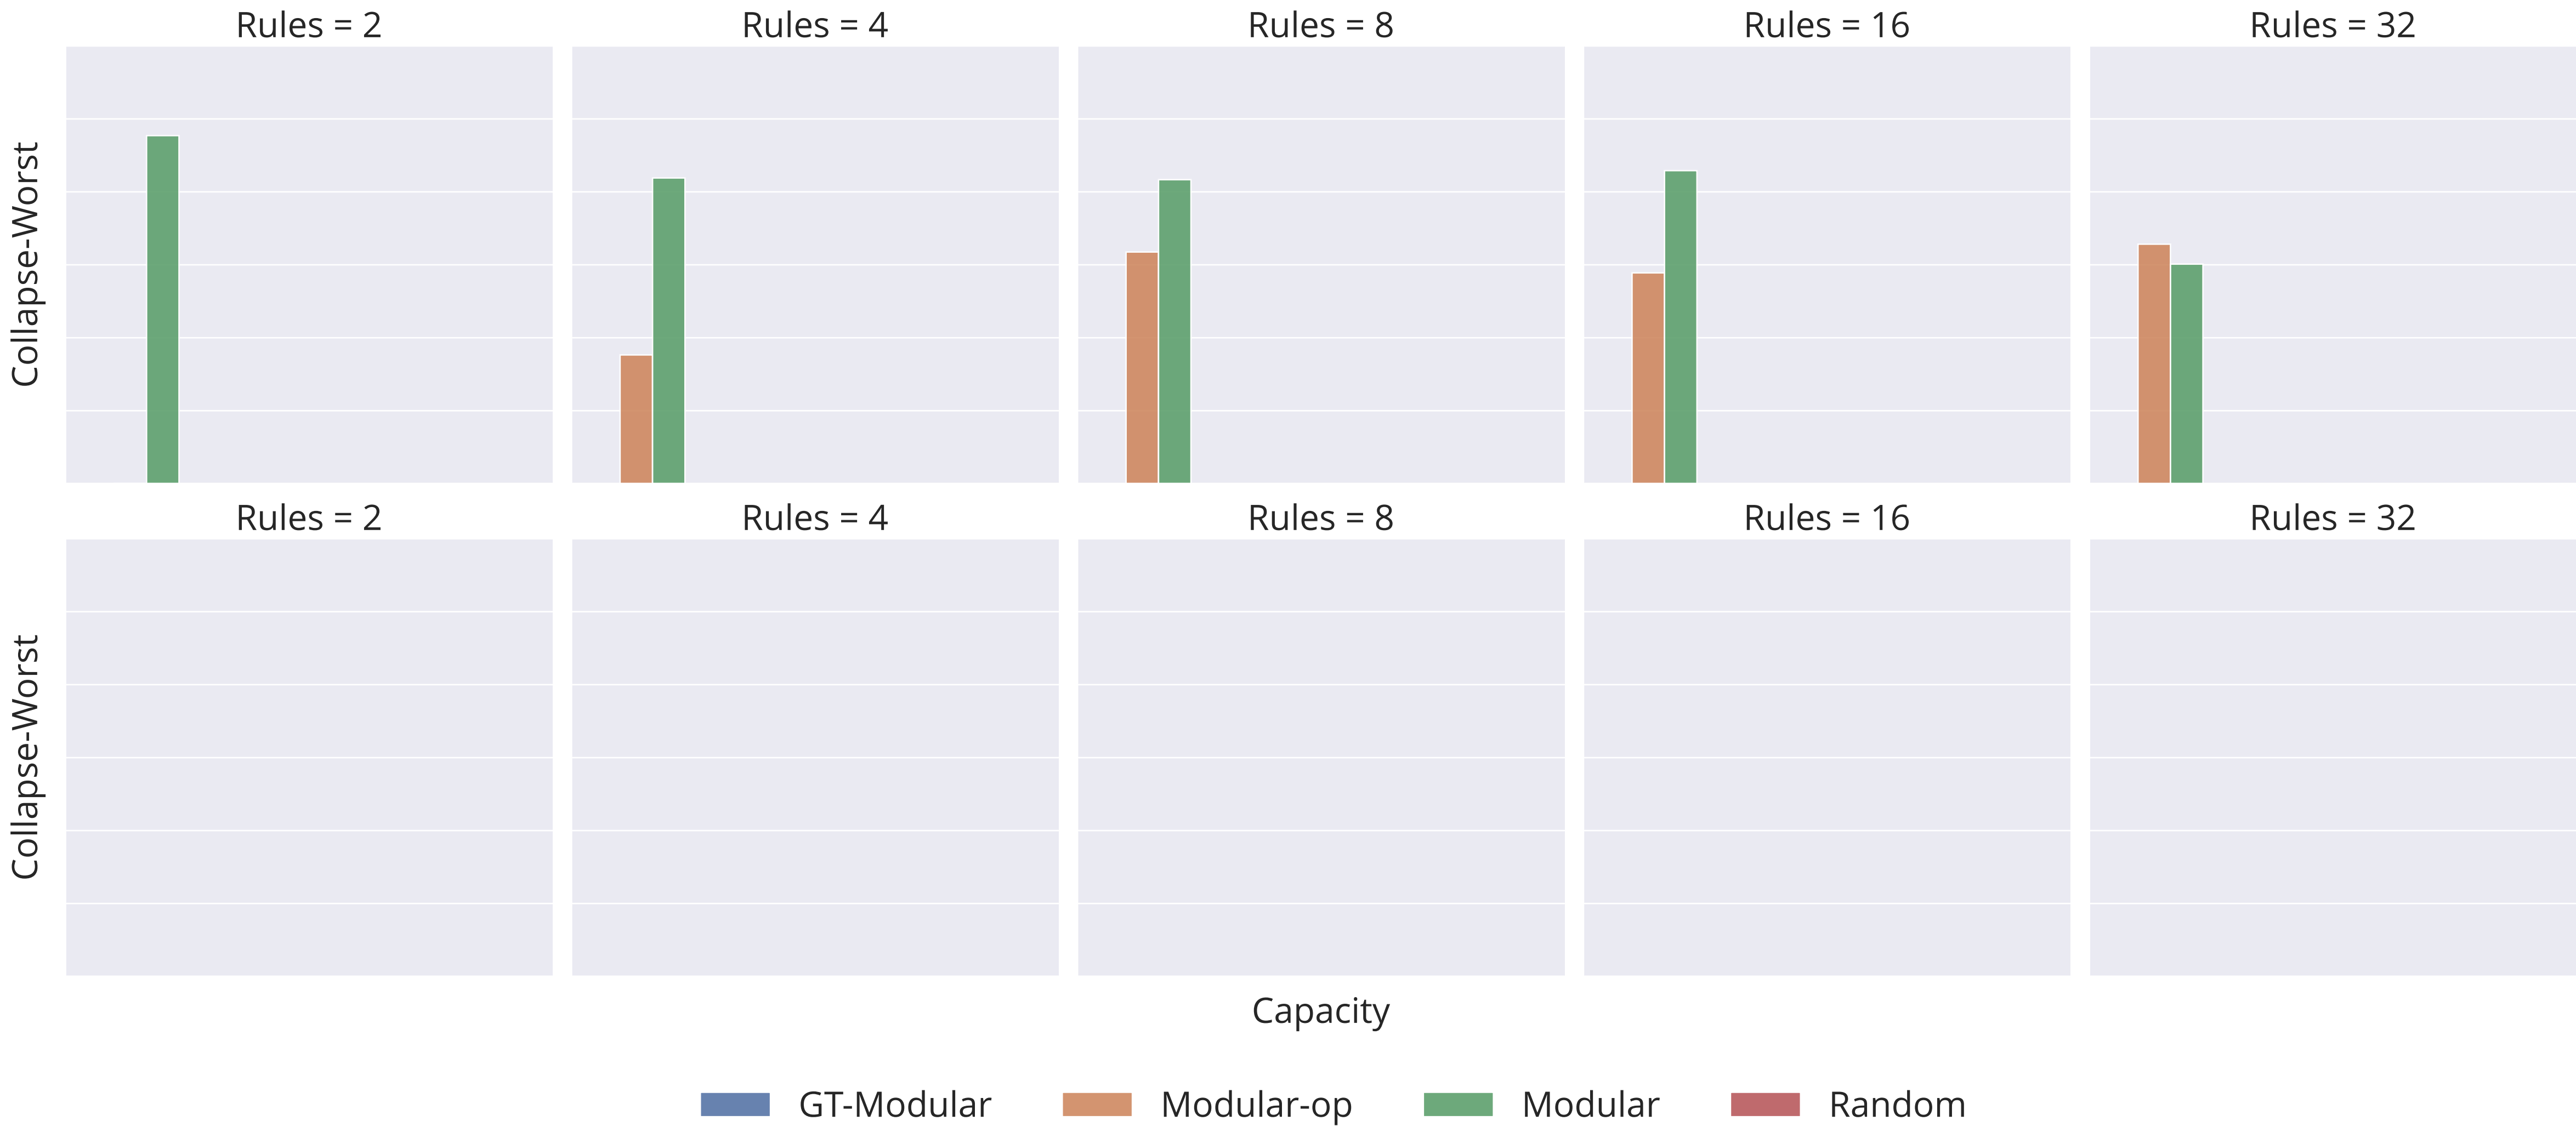 Rules = 2
Rules = 4
Rules = 8
Rules = 16
Rules = 32
Collapse-Worst
Rules = 2
Rules = 4
Rules = 8
Rules = 16
Rules = 32
Collapse-Worst
Capacity
GT-Modular
Modular-op
Modular
Random